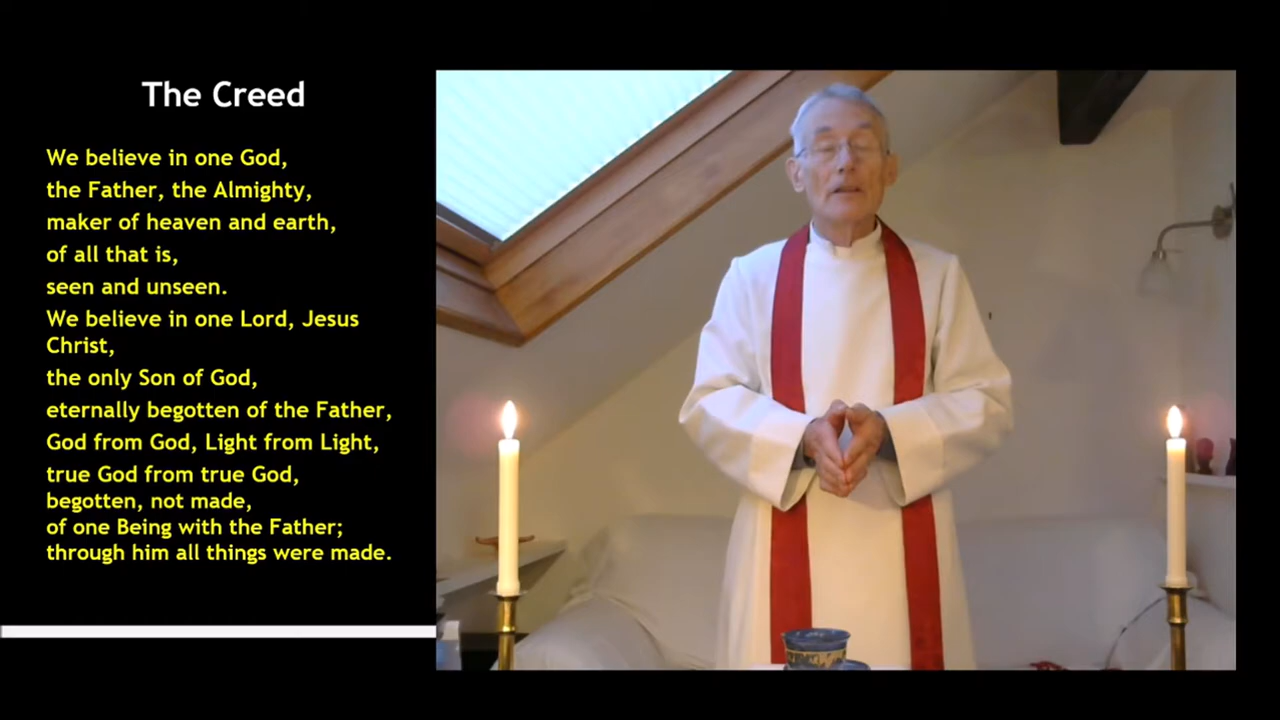 The Creed
We believe in one God,
the Father, the Almighty,
maker of heaven and earth,
of all that is,
seen and unseen.
We believe in one Lord, Jesus
Christ,
the only Son of God,
eternally begotten of the Father,
God from God, Light from Light,
true God from true God,
begotten, not made,
of one Being with the Father;
through him all things were made.